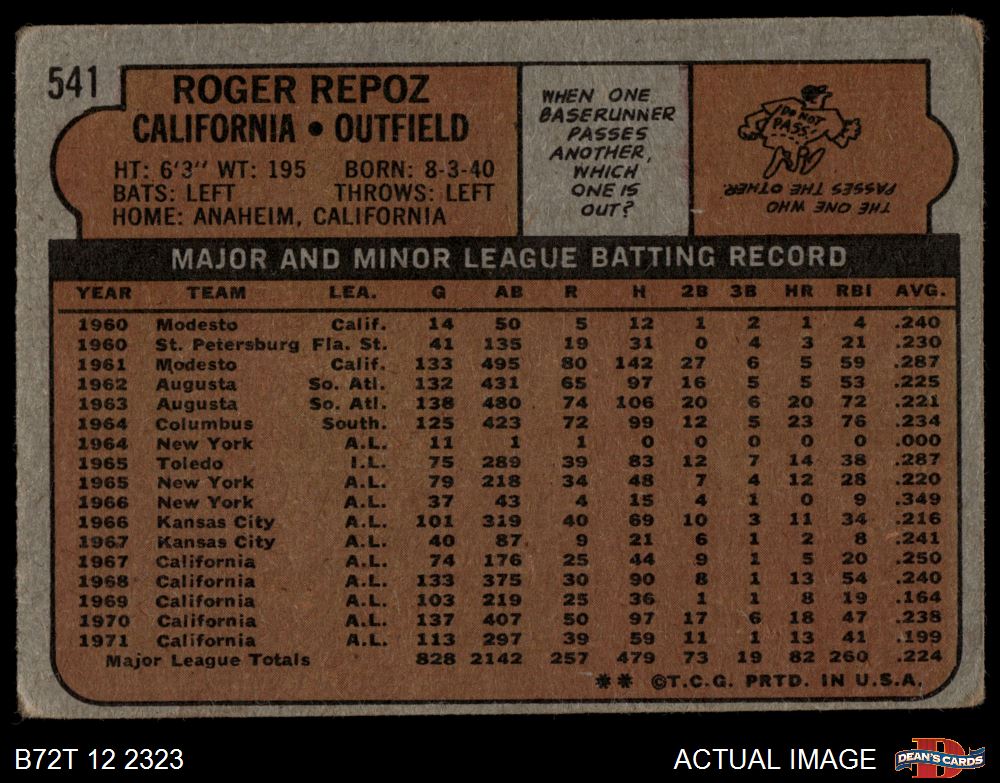 541
ROGER REPOZ
CALIFORNIA • OUTFIELD
HT: 6'3" WT: 195 BORN: 8-3-40
BATS: LEFT THROWS: LEFT
HOME: ANAHEIM, CALIFORNIA
WHEN ONE
BASERUNNER
PASSES
ANOTHER,
WHICH
ONE IS
OUT?
DO NOT
PASS!
THE ONE WHO
PASSES THE OTHER.
MAJOR AND MINOR LEAGUE BATTING RECORD
YEAR TEAM LEA. G AB R H 2B 3B HR RBI AVG.
1960 Modesto Calif. 14 50 5 12 1 2 1 4 .240
1960 St. Petersburg Fla. St. 41 135 19 31 0 4 3 21 .230
1961 Modesto Calif. 133 495 80 142 27 6 5 59 .287
1962 Augusta So. Atl. 132 431 65 97 16 5 5 53 .225
1963 Augusta So. Atl. 138 480 74 106 20 6 20 72 .221
1964 Columbus South. 125 423 72 99 12 5 23 76 .234
1964 New York A.L. 11 1 1 0 0 0 0 0 .000
1965 Toledo I.L. 75 289 39 83 12 7 14 38 .287
1965 New York A.L. 79 218 34 48 7 4 12 28 .220
1966 New York A.L. 37 43 4 15 4 1 0 9 .349
1966 Kansas City A.L. 101 319 40 69 10 3 11 34 .216
1967 Kansas City A.L. 40 87 9 21 6 1 2 8 .241
1967 California A.L. 74 176 25 44 9 1 5 20 .250
1968 California A.L. 133 375 30 90 8 1 13 54 .240
1969 California A.L. 103 219 25 36 1 1 8 19 .164
1970 California A.L. 137 407 50 97 17 6 18 47 .238
1971 California A.L. 113 297 39 59 11 1 13 41 .199
Major League Totals 828 2142 257 479 73 19 82 260 .224
** ©T.C.G. PRTD. IN U.S.A.
B72T 12 2323
ACTUAL IMAGE
D
DEAN'S CARDS